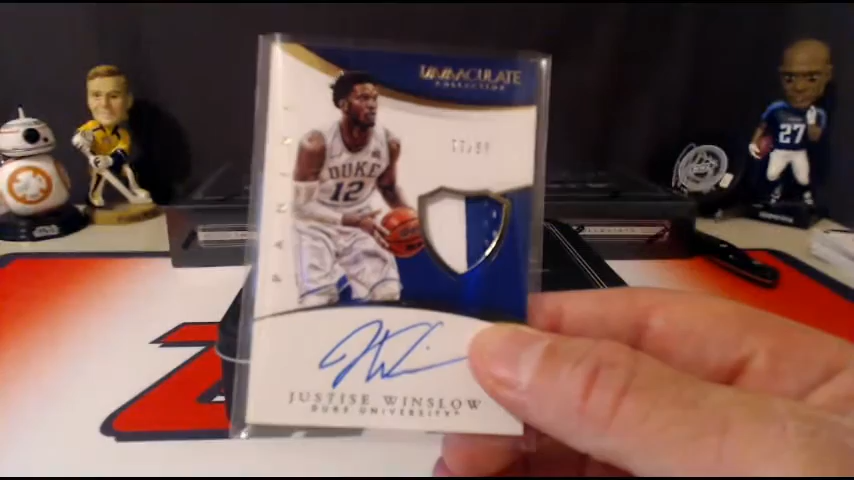 IMMACULATE
COLLECTION
PANINI
DUKE
12
27
JUSTISE WINSLOW
DUKE UNIVERSITY